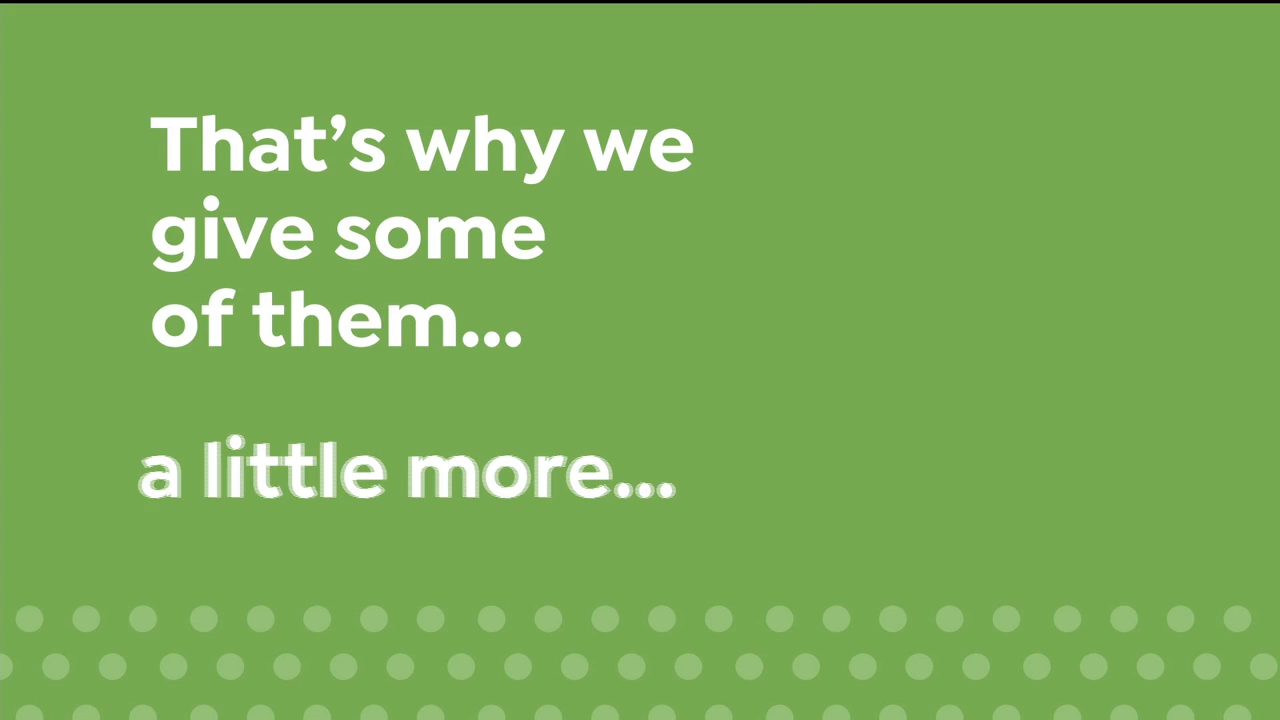 That’s why we
give some
of them...
a little more...